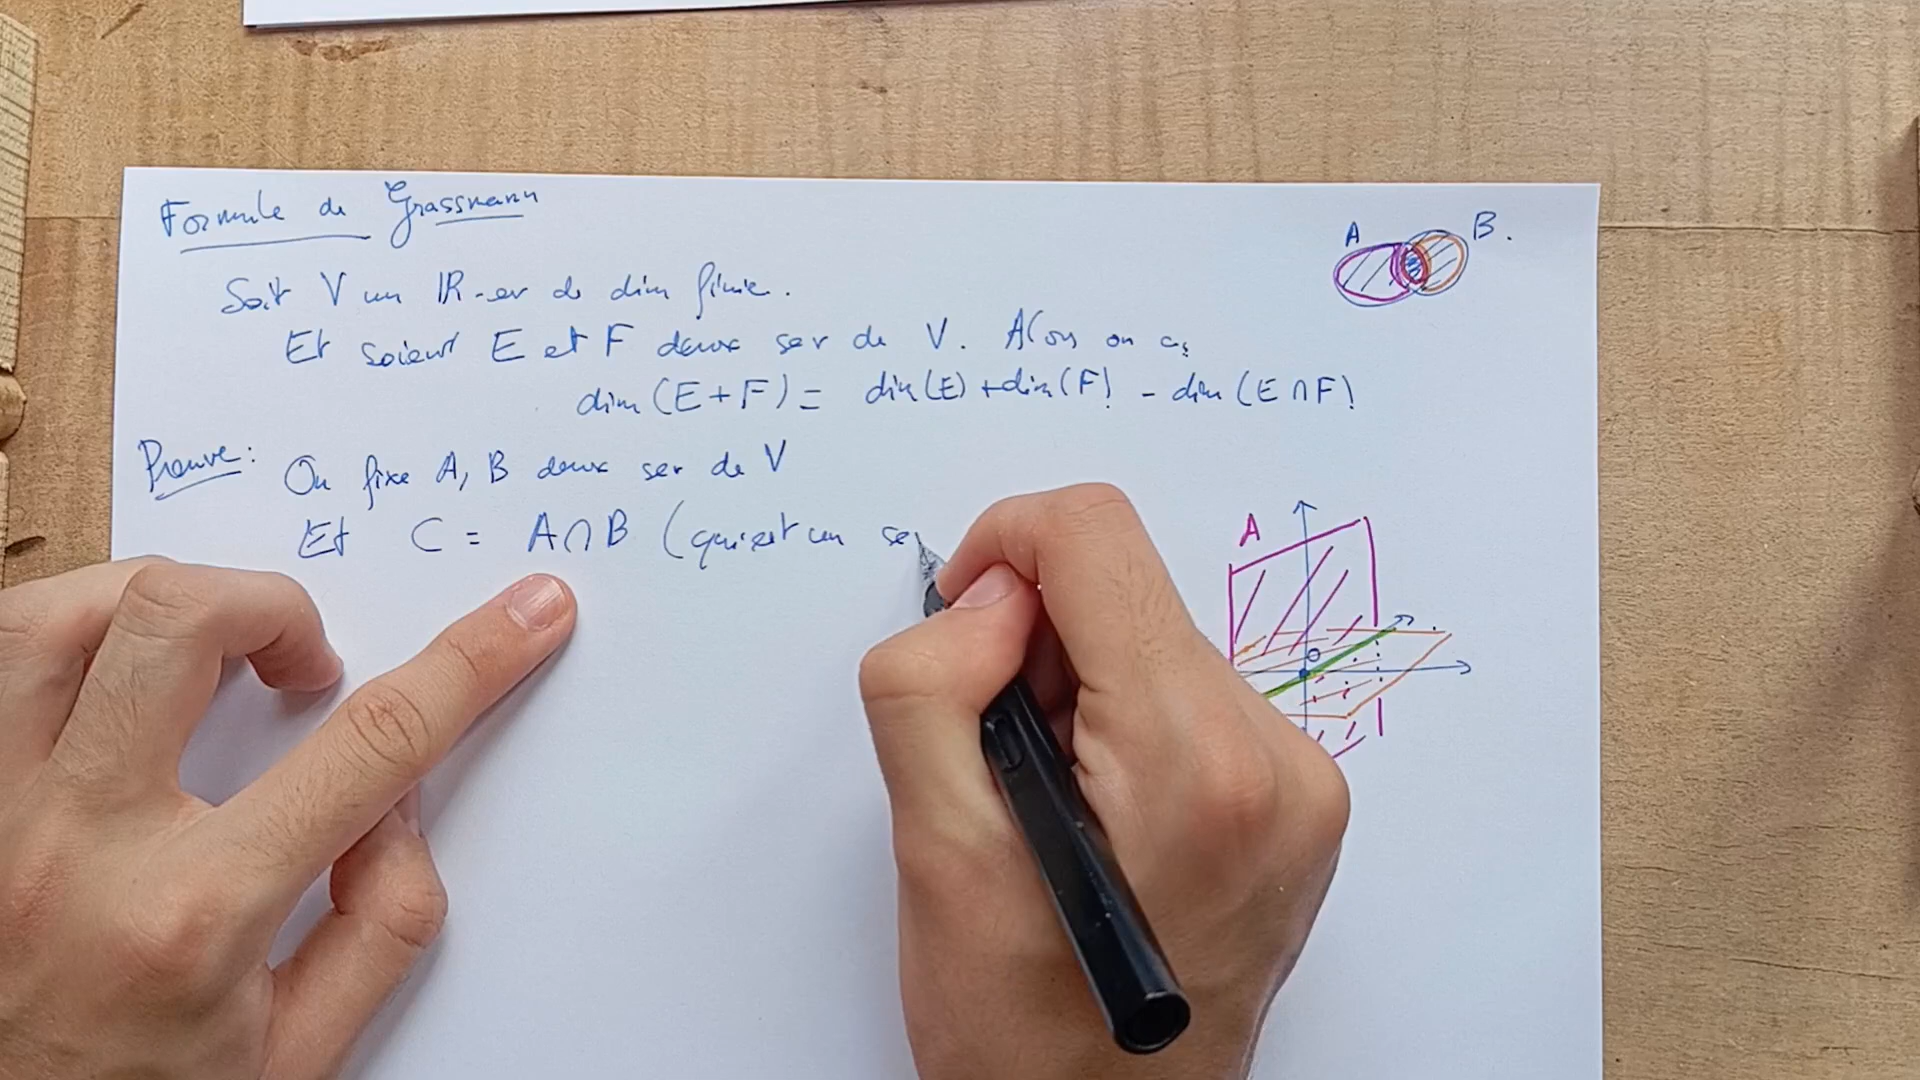 Formule de Grassmann
A B.
Soit V un IR-ev de dim finie.
Et soient E et F deux sev de V. Alors on a,
dim (E+F) = dim(E) + dim(F) - dim (E ∩ F)
Preuve: On fixe A, B deux sev de V
Et C = A∩B (qui est un sev
A
O